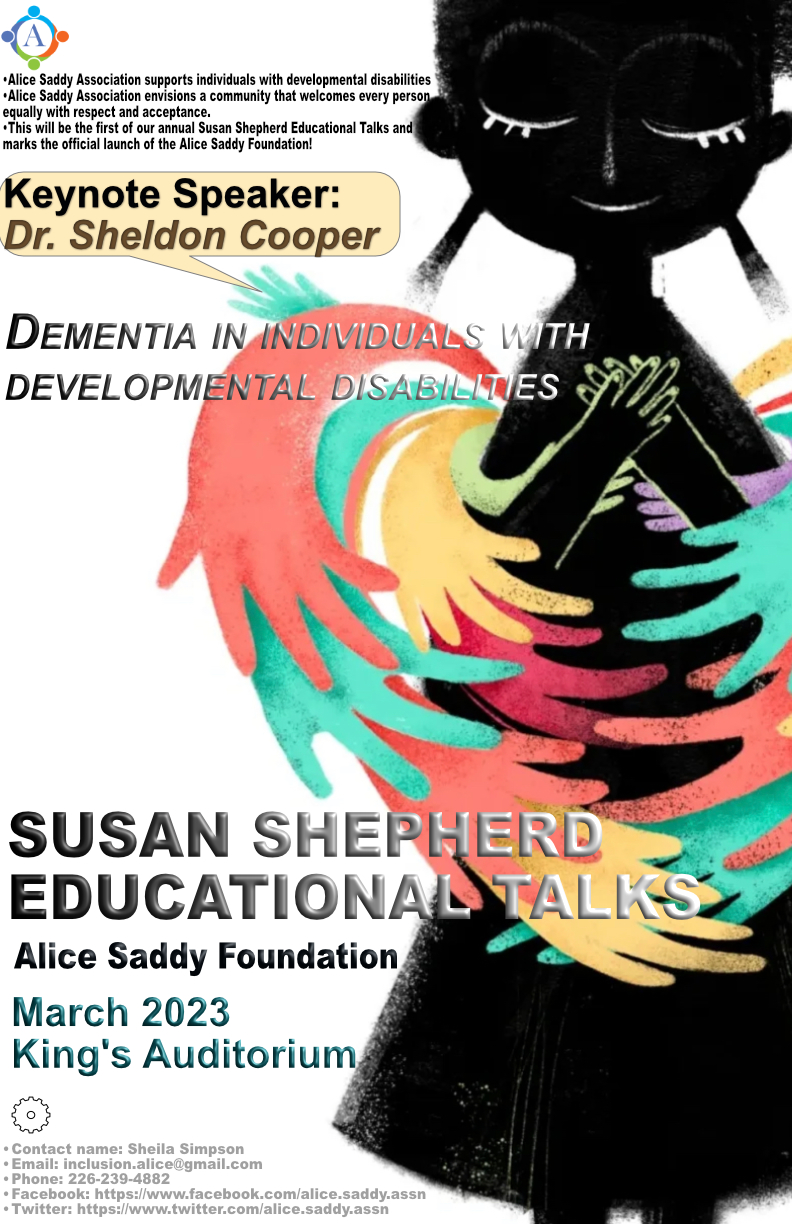 A
•Alice Saddy Association supports individuals with developmental disabilities
•Alice Saddy Association envisions a community that welcomes every person
equally with respect and acceptance.
•This will be the first of our annual Susan Shepherd Educational Talks and
marks the official launch of the Alice Saddy Foundation!
Keynote Speaker:
Dr. Sheldon Cooper
DEMENTIA IN INDIVIDUALS WITH
DEVELOPMENTAL DISABILITIES
SUSAN SHEPHERD
EDUCATIONAL TALKS
Alice Saddy Foundation
March 2023
King's Auditorium
•Contact name: Sheila Simpson
•Email: inclusion.alice@gmail.com
•Phone: 226-239-4882
•Facebook: https://www.facebook.com/alice.saddy.assn
•Twitter: https://www.twitter.com/alice.saddy.assn